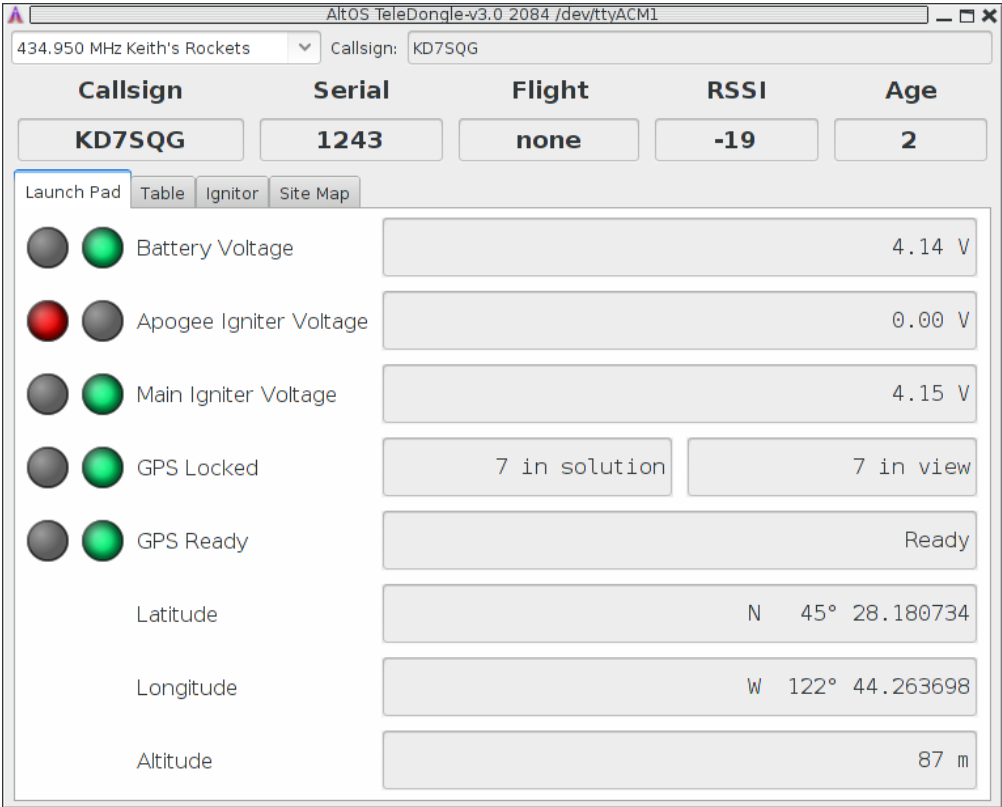 AltOS TeleDongle-v3.0 2084 /dev/ttyACM1
434.950 MHz Keith's Rockets Callsign: KD7SQG
Callsign Serial Flight RSSI Age
KD7SQG 1243 none -19 2
Launch Pad Table Ignitor Site Map
Battery Voltage 4.14 V
Apogee Igniter Voltage 0.00 V
Main Igniter Voltage 4.15 V
GPS Locked 7 in solution 7 in view
GPS Ready Ready
Latitude N 45° 28.180734
Longitude W 122° 44.263698
Altitude 87 m